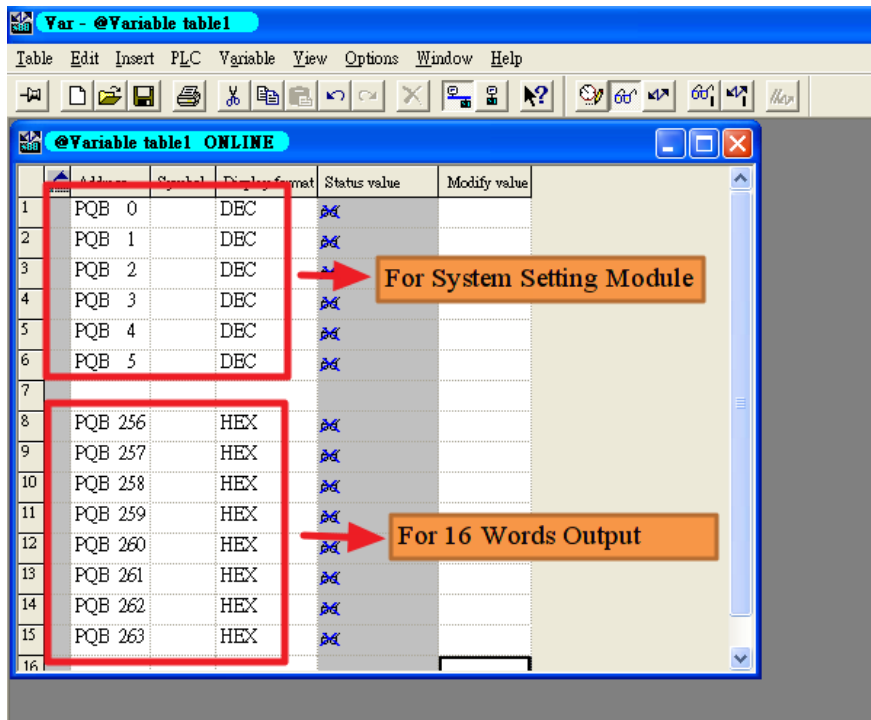 Var - @Variable table1
Table Edit Insert PLC Variable View Options Window Help
@Variable table1 ONLINE
Address Symbol Display format Status value Modify value
1 PQB 0 DEC
2 PQB 1 DEC
3 PQB 2 DEC
For System Setting Module
4 PQB 3 DEC
5 PQB 4 DEC
6 PQB 5 DEC
7
8 PQB 256 HEX
9 PQB 257 HEX
10 PQB 258 HEX
11 PQB 259 HEX
For 16 Words Output
12 PQB 260 HEX
13 PQB 261 HEX
14 PQB 262 HEX
15 PQB 263 HEX
16